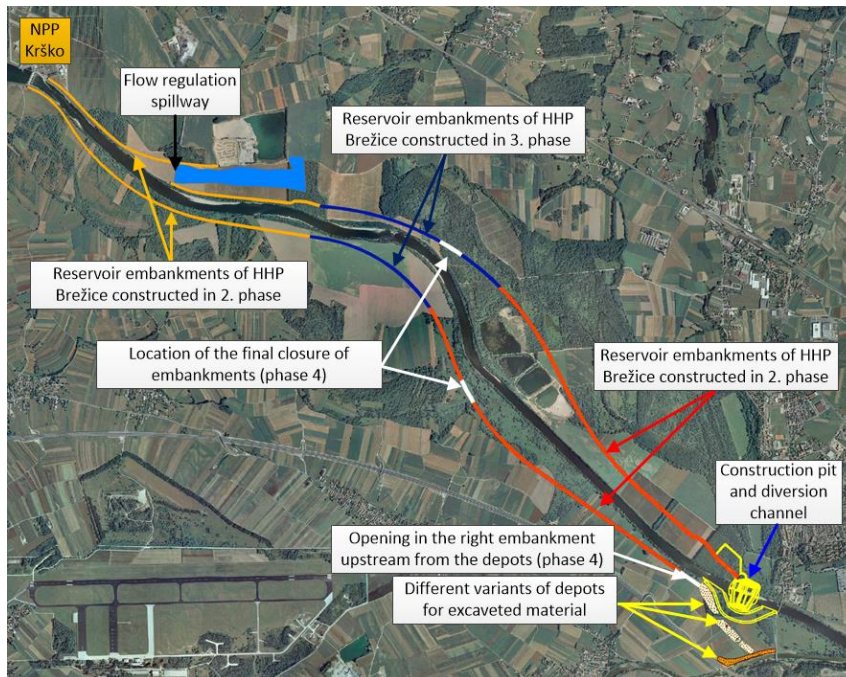 NPP
Krško
Flow regulation
spillway
Reservoir embankments of HHP
Brežice constructed in 3. phase
Reservoir embankments of HHP
Brežice constructed in 2. phase
Location of the final closure of
embankments (phase 4)
Reservoir embankments of HHP
Brežice constructed in 2. phase
Construction pit
and diversion
channel
Opening in the right embankment
upstream from the depots (phase 4)
Different variants of depots
for excaveted material